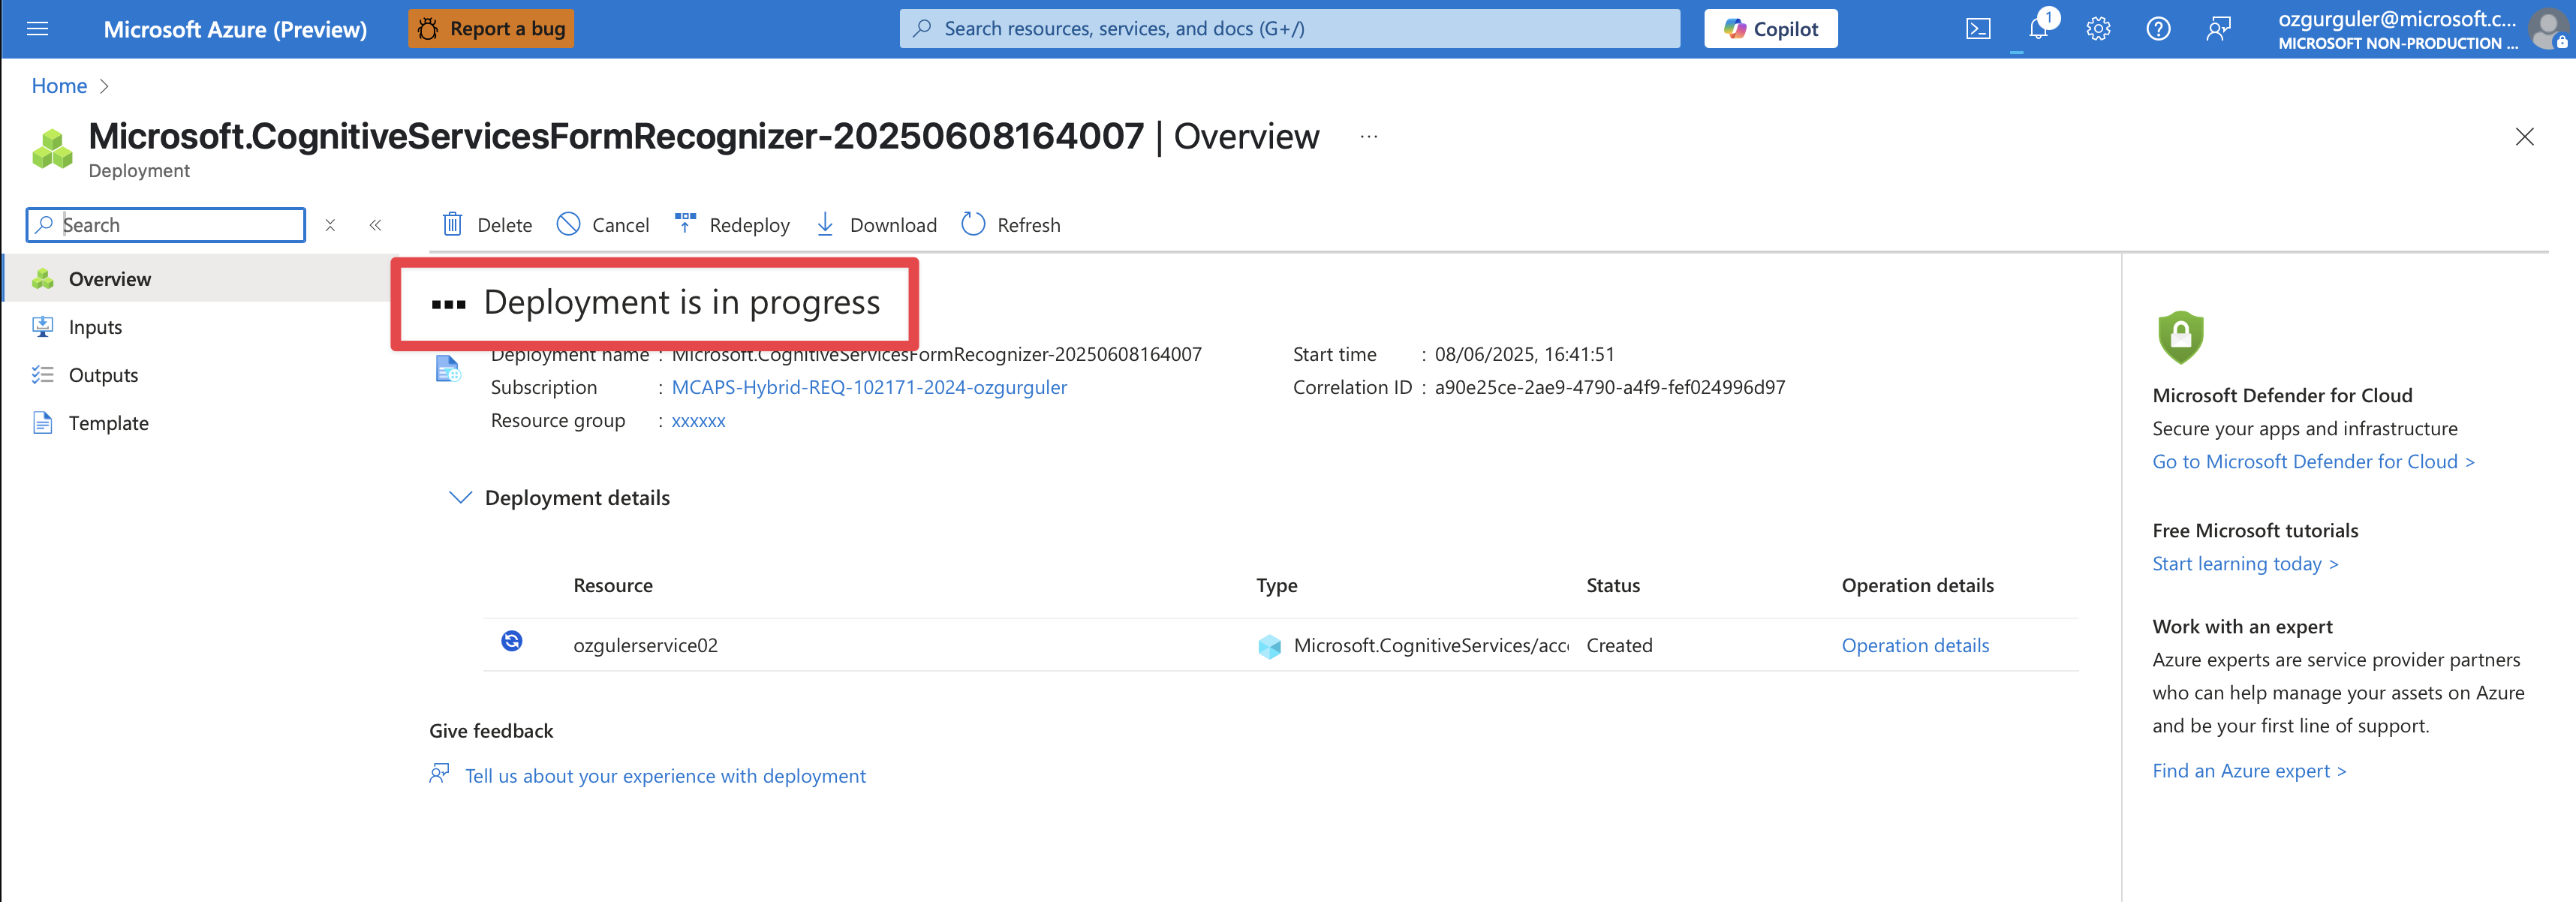 Microsoft Azure (Preview)
Report a bug
Search resources, services, and docs (G+/)
Copilot
1
ozgurguler@microsoft.c...
MICROSOFT NON-PRODUCTION ...
Home >
Microsoft.CognitiveServicesFormRecognizer-20250608164007 | Overview ...
Deployment
Search
Delete
Cancel
Redeploy
Download
Refresh
Overview
Inputs
Outputs
Template
Deployment is in progress
Deployment name : Microsoft.CognitiveServicesFormRecognizer-20250608164007
Subscription : MCAPS-Hybrid-REQ-102171-2024-ozgurguler
Resource group : xxxxxx
Start time : 08/06/2025, 16:41:51
Correlation ID : a90e25ce-2ae9-4790-a4f9-fef024996d97
Deployment details
Resource Type Status Operation details
ozgulerservice02 Microsoft.CognitiveServices/acc Created Operation details
Give feedback
Tell us about your experience with deployment
Microsoft Defender for Cloud
Secure your apps and infrastructure
Go to Microsoft Defender for Cloud >
Free Microsoft tutorials
Start learning today >
Work with an expert
Azure experts are service provider partners
who can help manage your assets on Azure
and be your first line of support.
Find an Azure expert >